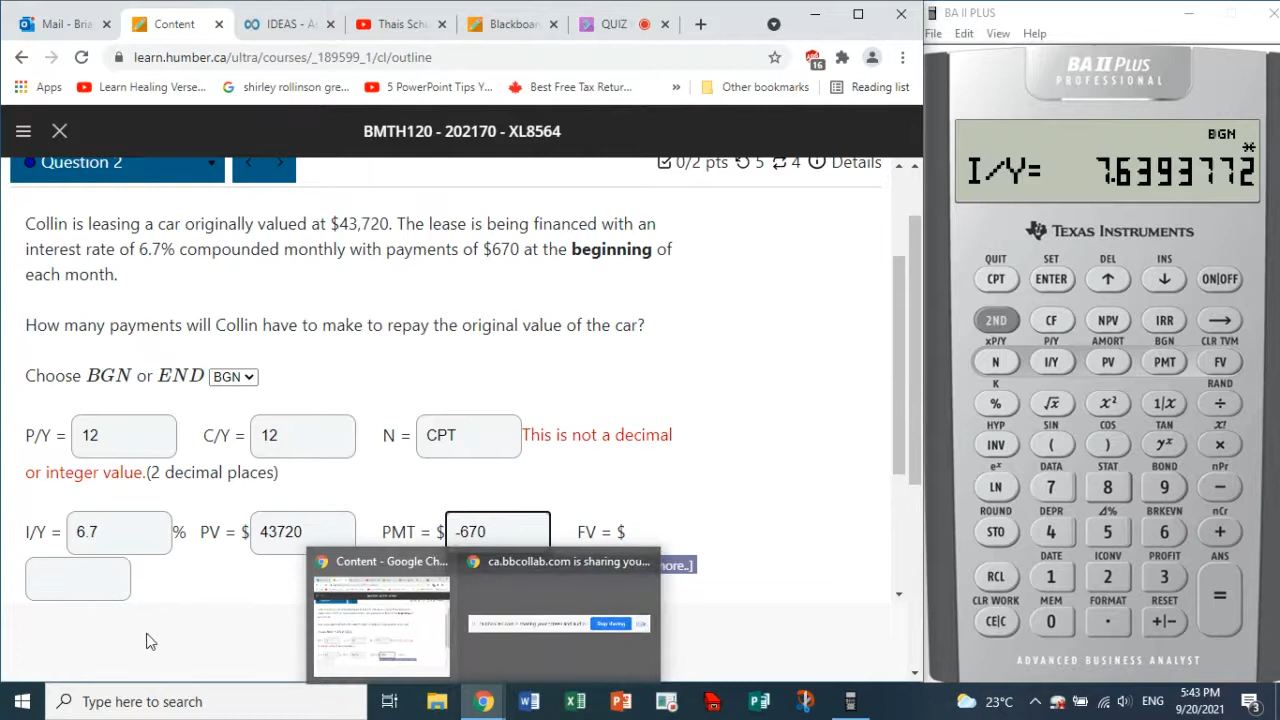 Mail - Bria
Content
IDEAS - A
Thais Schu
Blackboard
QUIZ
BA II PLUS
File Edit View Help
learn.humber.ca/ultra/courses/_189599_1/cl/outline
16
Apps
Learn Healing Verse...
shirley rollinson gre...
5 PowerPoint Tips Y...
Best Free Tax Retur...
»
Other bookmarks
Reading list
BMTH120 - 202170 - XL8564
Question 2
0/2 pts 5 4 Details
Collin is leasing a car originally valued at $43,720. The lease is being financed with an
interest rate of 6.7% compounded monthly with payments of $670 at the beginning of
each month.
How many payments will Collin have to make to repay the original value of the car?
Choose BGN or END BGN
P/Y = 12 C/Y = 12 N = CPT This is not a decimal
or integer value.(2 decimal places)
I/Y = 6.7 % PV = $ 43720 PMT = $ -670 FV = $
Content - Google Ch...
ca.bbcollab.com is sharing you...
more..]
Stop sharing
BA II PLUS
PROFESSIONAL
BGN
I/Y= 7.6393772
TEXAS INSTRUMENTS
QUIT SET DEL INS
CPT ENTER ↑ ↓ ON|OFF
2ND CF NPV IRR →
xP/Y P/Y AMORT BGN CLR TVM
N I/Y PV PMT FV
K RAND
% √x x² 1/X ÷
HYP SIN COS TAN x!
INV ( ) yˣ ×
eˣ DATA STAT BOND nPr
LN 7 8 9 −
ROUND DEPR Δ% BRKEVN nCr
STO 4 5 6 +
DATE ICONV PROFIT ANS
RCL 1 2 3 =
CLR WORK MEM FORMAT RESET
CE|C 0 . +|−
ADVANCED BUSINESS ANALYST
Type here to search
23°C
ENG
5:43 PM
9/20/2021
3